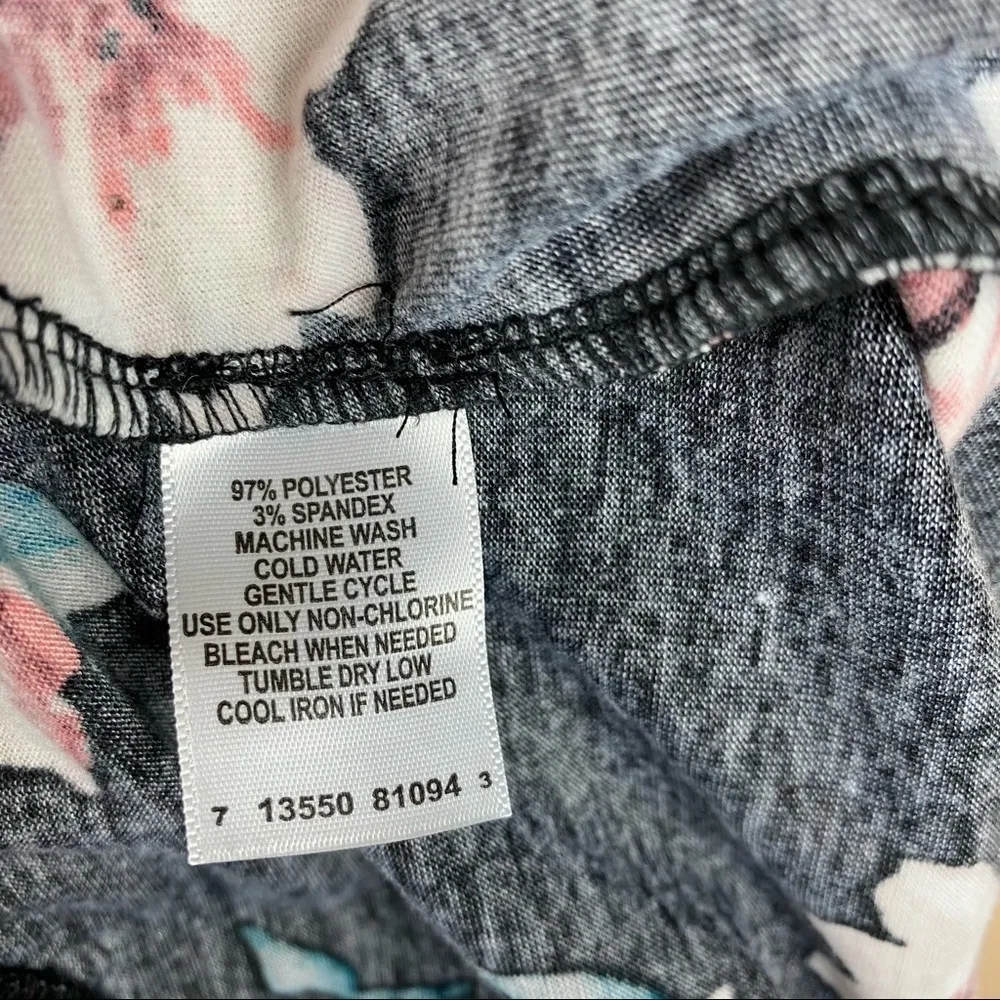 97% POLYESTER
3% SPANDEX
MACHINE WASH
COLD WATER
GENTLE CYCLE
USE ONLY NON-CHLORINE
BLEACH WHEN NEEDED
TUMBLE DRY LOW
COOL IRON IF NEEDED
7 13550 81094 3